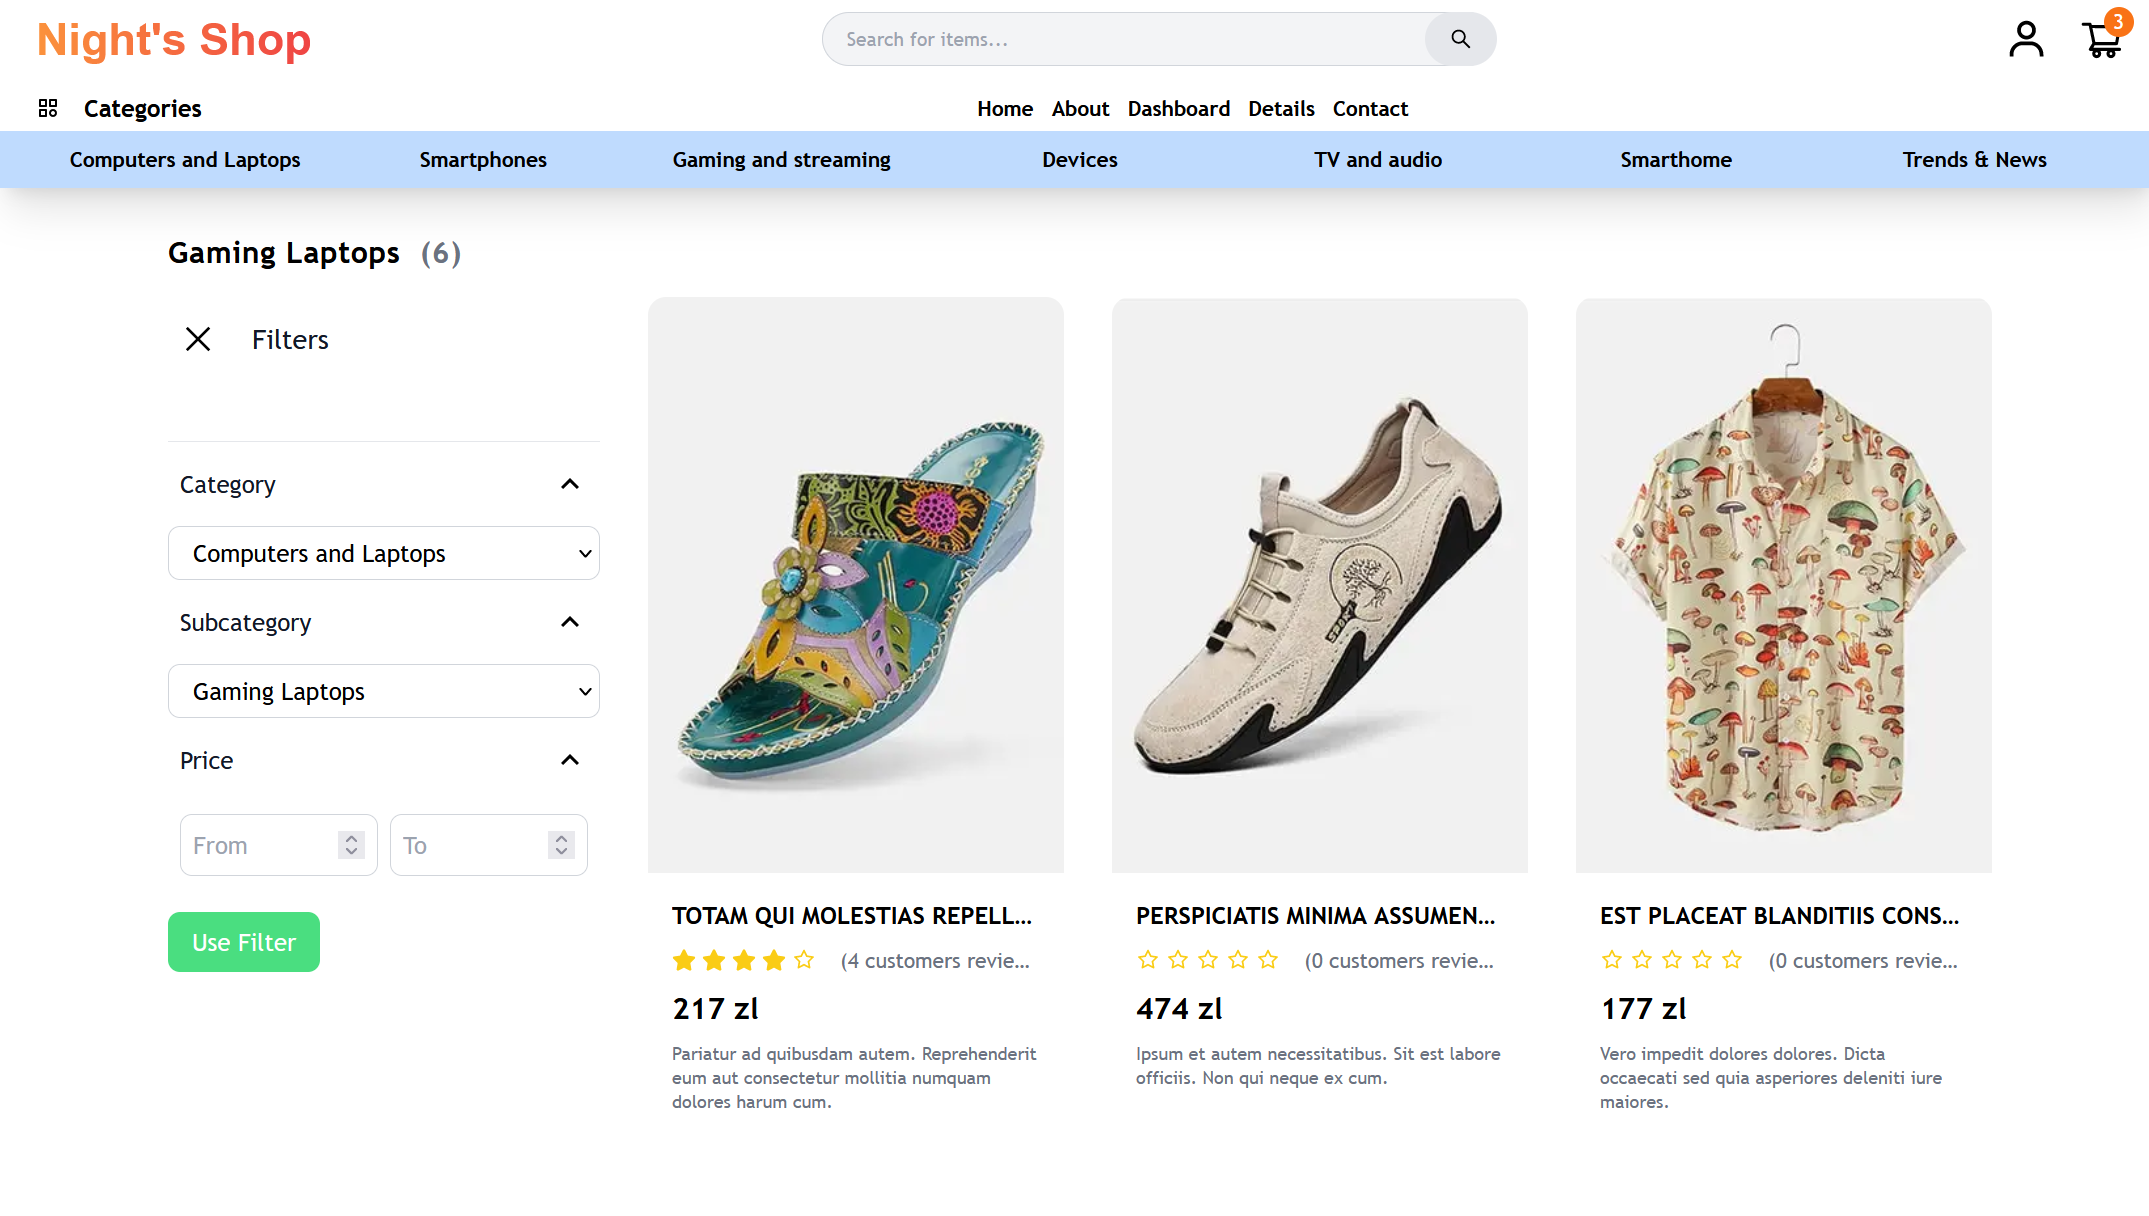 Night's Shop
Search for items...
3
Categories
Home About Dashboard Details Contact
Computers and Laptops Smartphones Gaming and streaming Devices TV and audio Smarthome Trends & News
Gaming Laptops (6)
Filters
Category
Computers and Laptops
Subcategory
Gaming Laptops
Price
From To
Use Filter
SPORT
TOTAM QUI MOLESTIAS REPELL...
(4 customers revie...
217 zl
Pariatur ad quibusdam autem. Reprehenderit
eum aut consectetur mollitia numquam
dolores harum cum.
PERSPICIATIS MINIMA ASSUMEN...
(0 customers revie...
474 zl
Ipsum et autem necessitatibus. Sit est labore
officiis. Non qui neque ex cum.
EST PLACEAT BLANDITIIS CONS...
(0 customers revie...
177 zl
Vero impedit dolores dolores. Dicta
occaecati sed quia asperiores deleniti iure
maiores.